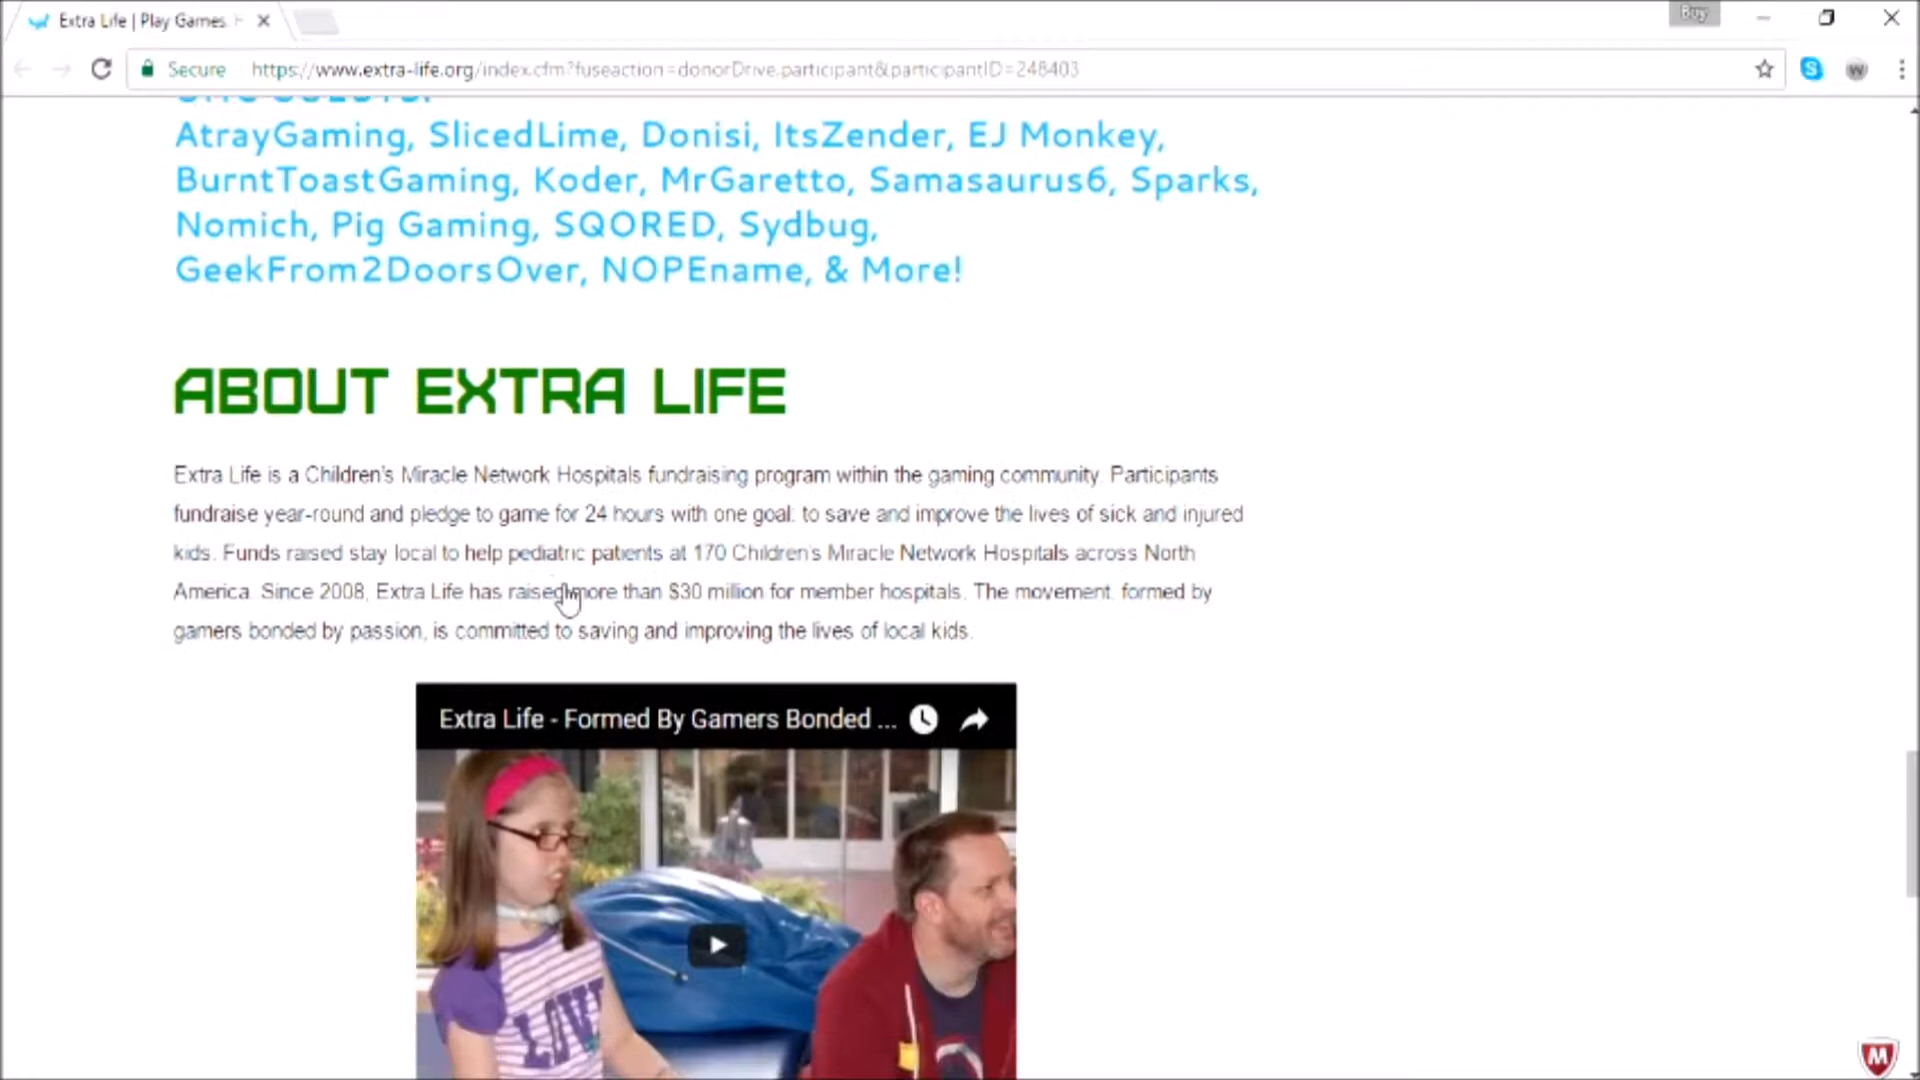 Extra Life | Play Games.
Buy
Secure https://www.extra-life.org/index.cfm?fuseaction=donorDrive.participant&participantID=248403
AtrayGaming, SlicedLime, Donisi, ItsZender, EJ Monkey,
BurntToastGaming, Koder, MrGaretto, Samasaurus6, Sparks,
Nomich, Pig Gaming, SQORED, Sydbug,
GeekFrom2DoorsOver, NOPEname, & More!
ABOUT EXTRA LIFE
Extra Life is a Children's Miracle Network Hospitals fundraising program within the gaming community. Participants
fundraise year-round and pledge to game for 24 hours with one goal: to save and improve the lives of sick and injured
kids. Funds raised stay local to help pediatric patients at 170 Children's Miracle Network Hospitals across North
America. Since 2008, Extra Life has raised more than $30 million for member hospitals. The movement, formed by
gamers bonded by passion, is committed to saving and improving the lives of local kids.
Extra Life - Formed By Gamers Bonded ...
LOVE